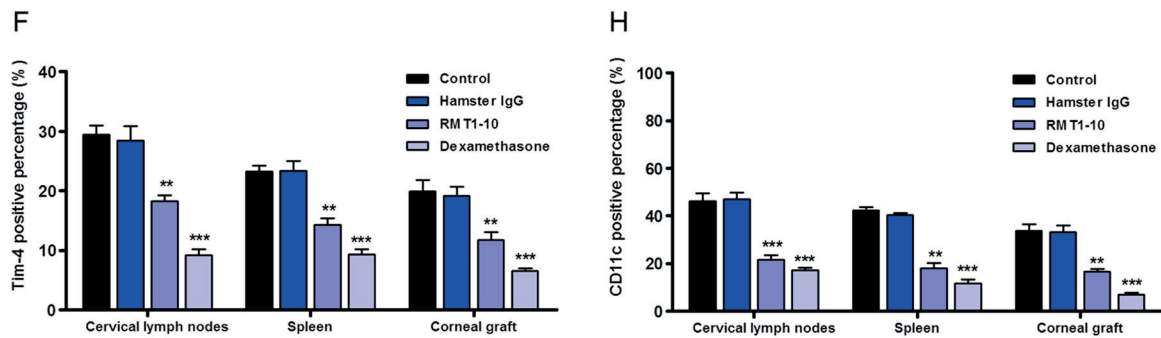 F
Tim-4 positive percentage (%)
40
30
20
10
0
Control
Hamster IgG
RMT1-10
Dexamethasone
**
***
**
***
**
***
Cervical lymph nodes
Spleen
Corneal graft
H
CD11c positive percentage (%)
100
80
60
40
20
0
Control
Hamster IgG
RMT1-10
Dexamethasone
***
***
**
***
**
***
Cervical lymph nodes
Spleen
Corneal graft